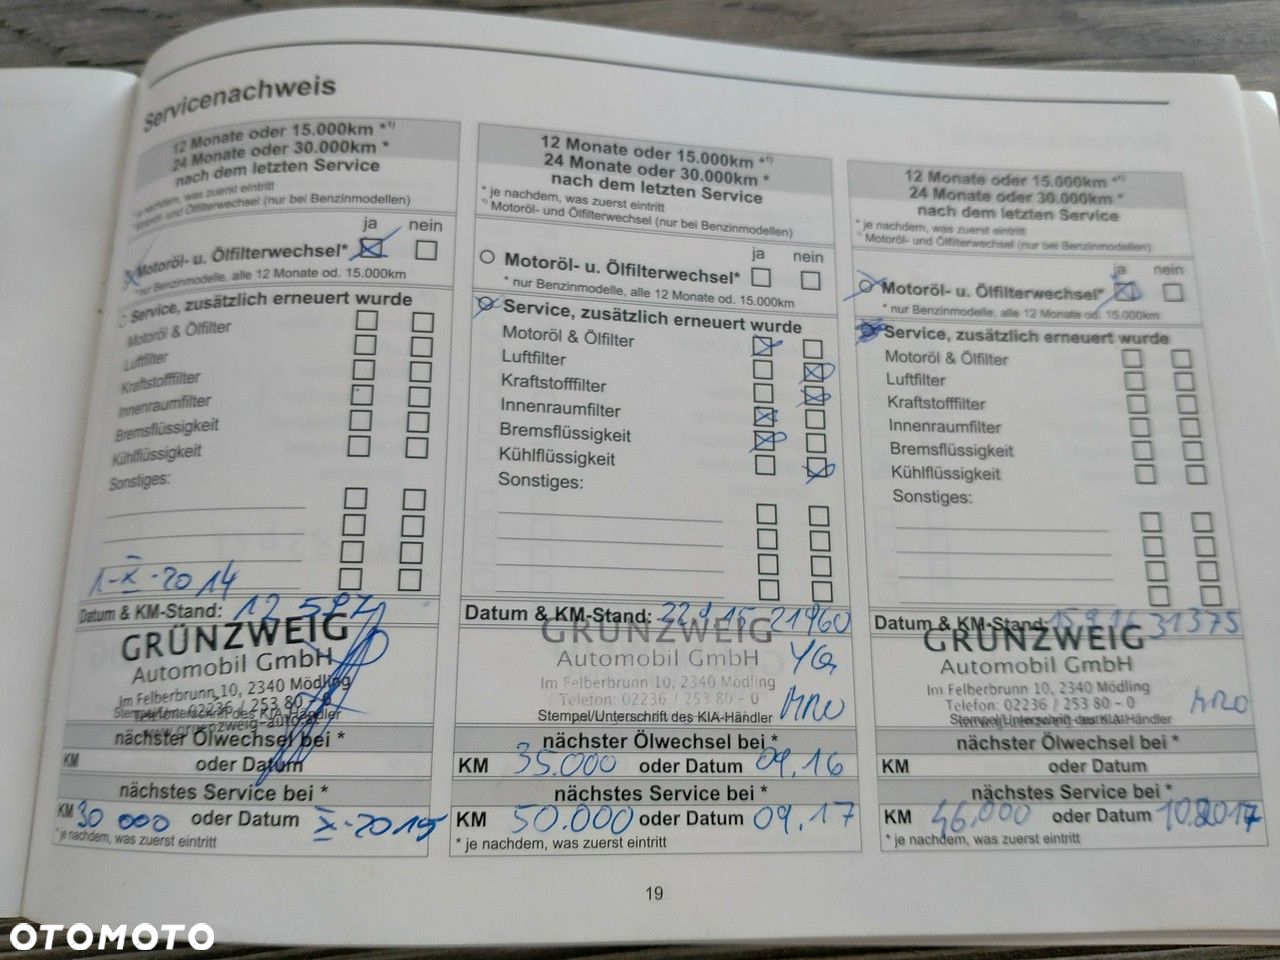 Servicenachweis
12 Monate oder 15.000km *¹⁾
24 Monate oder 30.000km *
nach dem letzten Service
* je nachdem, was zuerst eintritt
¹⁾ Motoröl- und Ölfilterwechsel (nur bei Benzinmodellen)
ja nein
Motoröl- u. Ölfilterwechsel*
* nur Benzinmodelle, alle 12 Monate od. 15.000km
Service, zusätzlich erneuert wurde
Motoröl & Ölfilter
Luftfilter
Kraftstofffilter
Innenraumfilter
Bremsflüssigkeit
Kühlflüssigkeit
Sonstiges:
1-X-2014
Datum & KM-Stand: 12 597
GRÜNZWEIG
Automobil GmbH
Im Felberbrunn 10, 2340 Mödling
Telefon: 02236 / 253 80 - 0
Stempel/Unterschrift des KIA-Händler
nächster Ölwechsel bei *
KM oder Datum
nächstes Service bei *
KM 30 000 oder Datum X-2015
* je nachdem, was zuerst eintritt
12 Monate oder 15.000km *¹⁾
24 Monate oder 30.000km *
nach dem letzten Service
* je nachdem, was zuerst eintritt
¹⁾ Motoröl- und Ölfilterwechsel (nur bei Benzinmodellen)
ja nein
Motoröl- u. Ölfilterwechsel*
* nur Benzinmodelle, alle 12 Monate od. 15.000km
Service, zusätzlich erneuert wurde
Motoröl & Ölfilter
Luftfilter
Kraftstofffilter
Innenraumfilter
Bremsflüssigkeit
Kühlflüssigkeit
Sonstiges:
Datum & KM-Stand: 22.9.15 21960
GRÜNZWEIG
Automobil GmbH
Im Felberbrunn 10, 2340 Mödling
Telefon: 02236 / 253 80 - 0
Stempel/Unterschrift des KIA-Händler
nächster Ölwechsel bei *
KM 35.000 oder Datum 09.16
nächstes Service bei *
KM 50.000 oder Datum 09.17
* je nachdem, was zuerst eintritt
12 Monate oder 15.000km *¹⁾
24 Monate oder 30.000km *
nach dem letzten Service
* je nachdem, was zuerst eintritt
¹⁾ Motoröl- und Ölfilterwechsel (nur bei Benzinmodellen)
ja nein
Motoröl- u. Ölfilterwechsel*
* nur Benzinmodelle, alle 12 Monate od. 15.000km
Service, zusätzlich erneuert wurde
Motoröl & Ölfilter
Luftfilter
Kraftstofffilter
Innenraumfilter
Bremsflüssigkeit
Kühlflüssigkeit
Sonstiges:
Datum & KM-Stand: 15.9.16 31375
GRÜNZWEIG
Automobil GmbH
Im Felberbrunn 10, 2340 Mödling
Telefon: 02236 / 253 80 - 0
Stempel/Unterschrift des KIA-Händler
nächster Ölwechsel bei *
KM oder Datum
nächstes Service bei *
KM 46.000 oder Datum 10.2017
* je nachdem, was zuerst eintritt
19
OTOMOTO